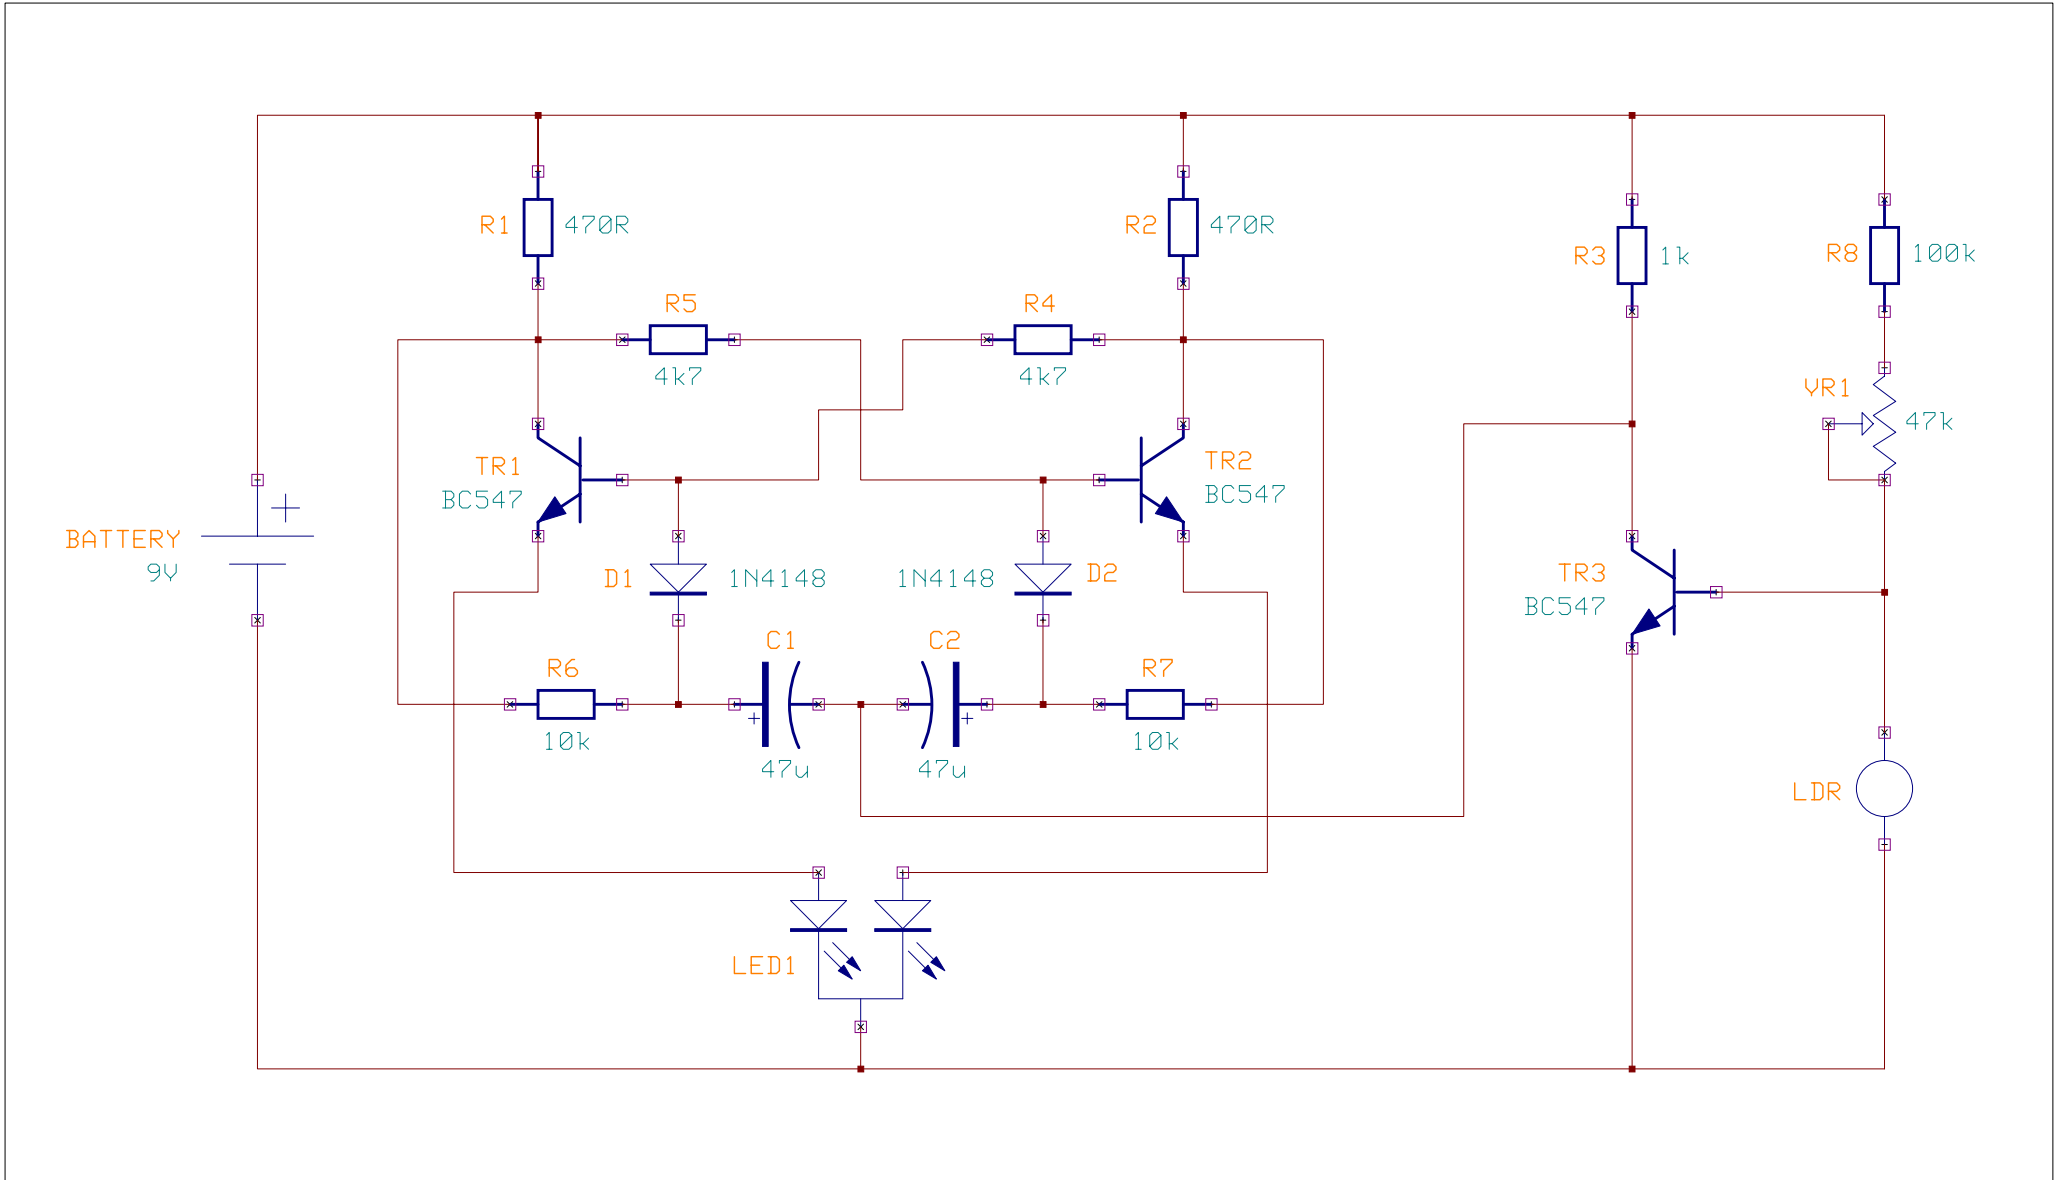 R1 470R
R2 470R
R3 1k
R8 100k
R5
4k7
R4
4k7
VR1
47k
TR1
BC547
TR2
BC547
+
BATTERY
9V
D1 1N4148
1N4148 D2
TR3
BC547
C1
C2
R6
10k
R7
10k
+
+
47u
47u
LDR
LED1